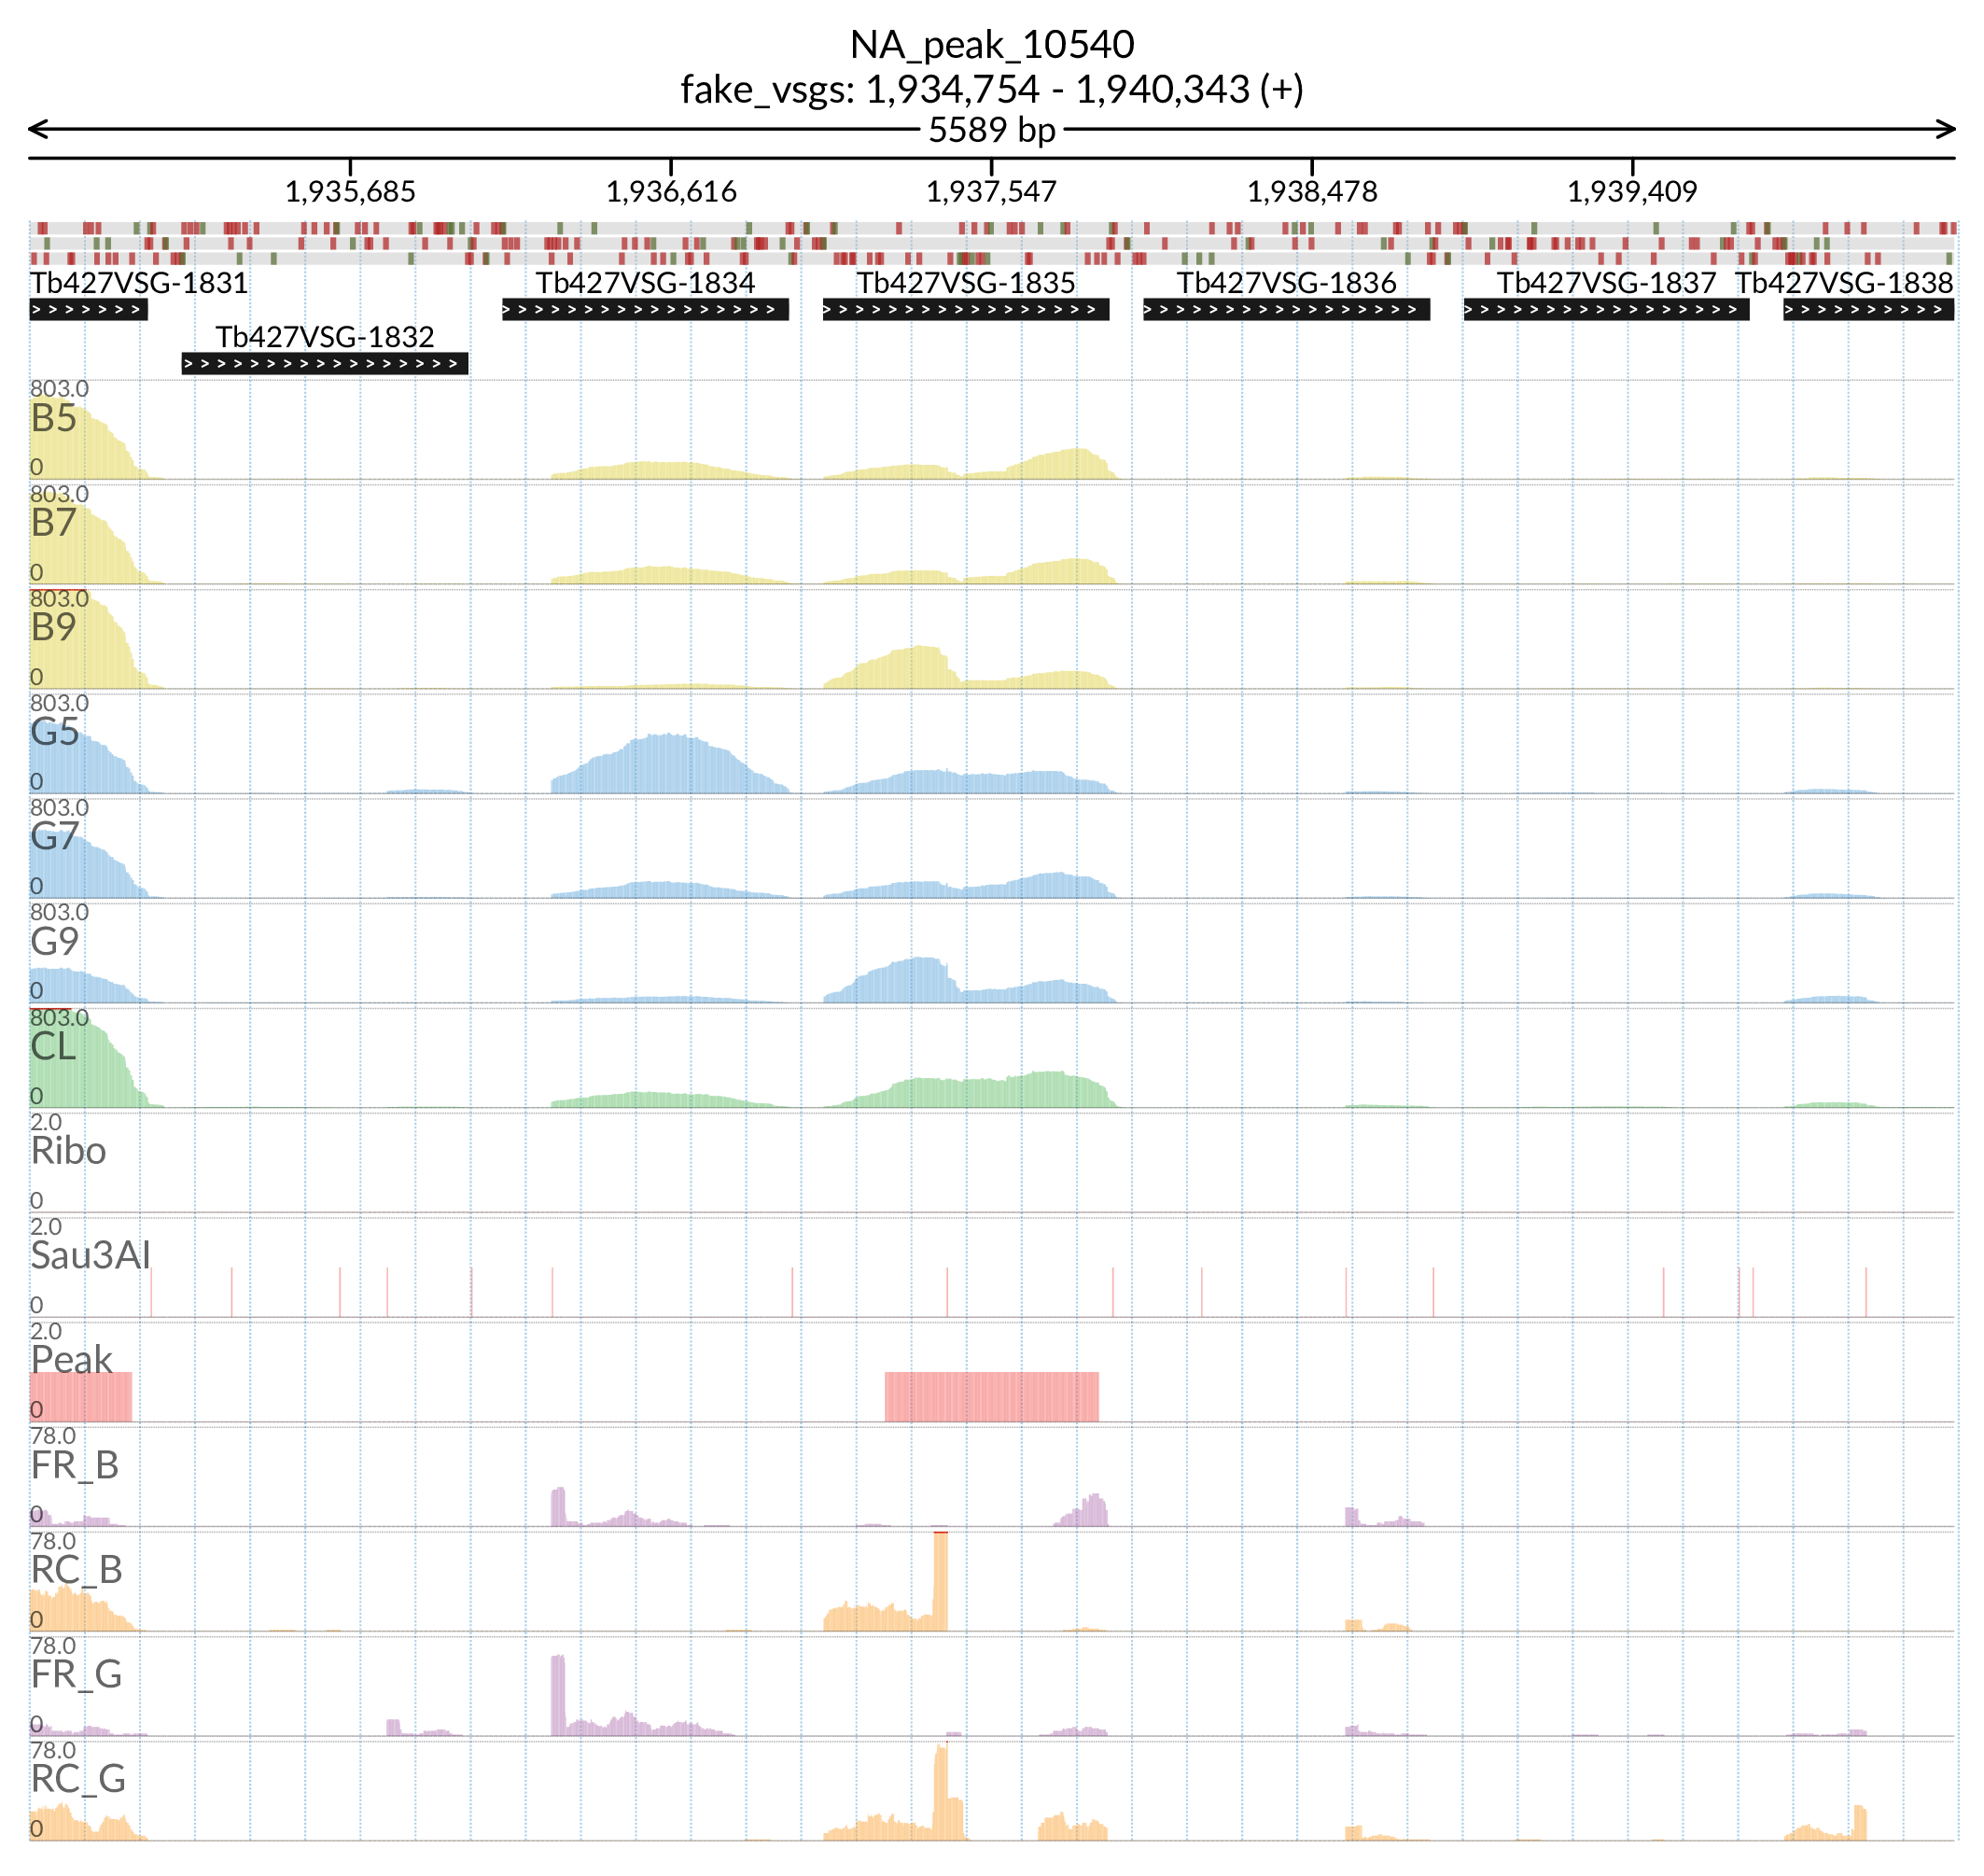 NA_peak_10540
fake_vsgs: 1,934,754 - 1,940,343 (+)
5589 bp
1,935,685 1,936,616 1,937,547 1,938,478 1,939,409
Tb427VSG-1831 Tb427VSG-1834 Tb427VSG-1835 Tb427VSG-1836 Tb427VSG-1837 Tb427VSG-1838
Tb427VSG-1832
803.0
B5
0
803.0
B7
0
803.0
B9
0
803.0
G5
0
803.0
G7
0
803.0
G9
0
803.0
CL
0
2.0
Ribo
0
2.0
Sau3AI
0
2.0
Peak
0
78.0
FR_B
0
78.0
RC_B
0
78.0
FR_G
0
78.0
RC_G
0